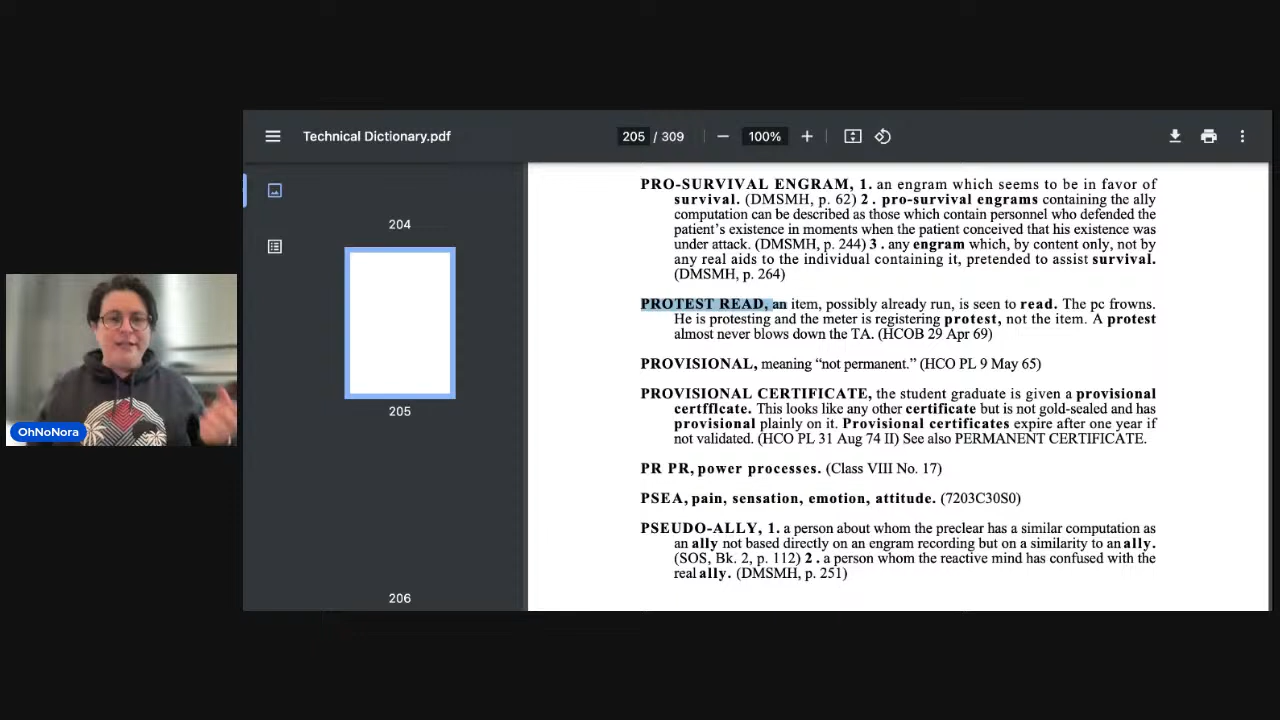 Technical Dictionary.pdf
205 / 309
100%
204
205
206
PRO-SURVIVAL ENGRAM, 1. an engram which seems to be in favor of
survival. (DMSMH, p. 62) 2 . pro-survival engrams containing the ally
computation can be described as those which contain personnel who defended the
patient's existence in moments when the patient conceived that his existence was
under attack. (DMSMH, p. 244) 3 . any engram which, by content only, not by
any real aids to the individual containing it, pretended to assist survival.
(DMSMH, p. 264)
PROTEST READ, an item, possibly already run, is seen to read. The pc frowns.
He is protesting and the meter is registering protest, not the item. A protest
almost never blows down the TA. (HCOB 29 Apr 69)
PROVISIONAL, meaning “not permanent.” (HCO PL 9 May 65)
PROVISIONAL CERTIFICATE, the student graduate is given a provisional
certfflcate. This looks like any other certificate but is not gold-sealed and has
provisional plainly on it. Provisional certificates expire after one year if
not validated. (HCO PL 31 Aug 74 II) See also PERMANENT CERTIFICATE.
PR PR, power processes. (Class VIII No. 17)
PSEA, pain, sensation, emotion, attitude. (7203C30S0)
PSEUDO-ALLY, 1. a person about whom the preclear has a similar computation as
an ally not based directly on an engram recording but on a similarity to an ally.
(SOS, Bk. 2, p. 112) 2 . a person whom the reactive mind has confused with the
real ally. (DMSMH, p. 251)
OhNoNora